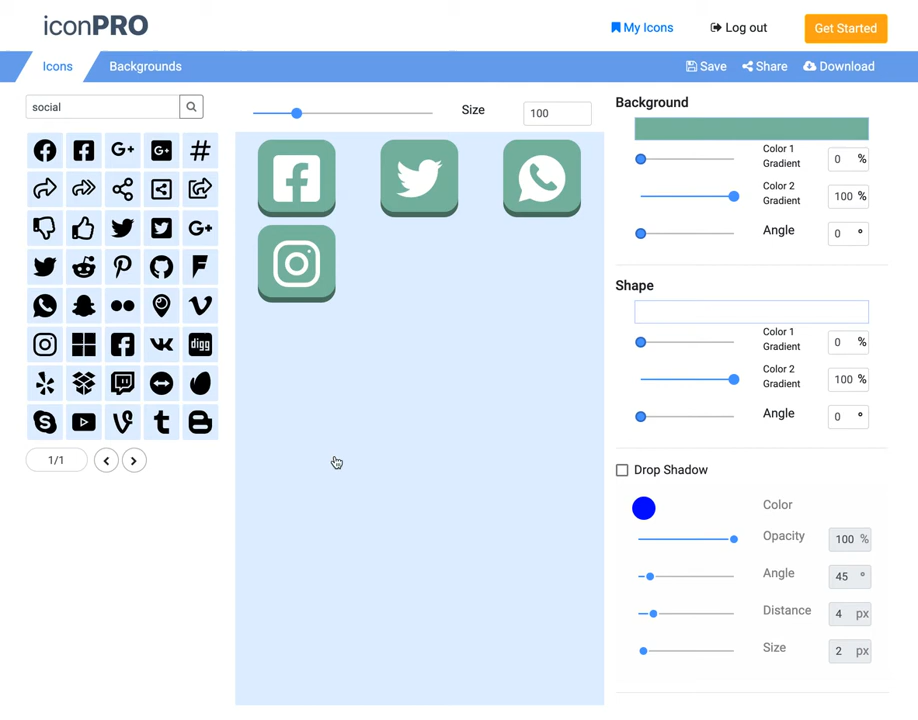 iconPRO
My Icons
Log out
Get Started
Icons
Backgrounds
Save
Share
Download
social
Size
100
Background
Color 1
Gradient
0 %
Color 2
Gradient
100 %
Angle
0 °
Shape
Color 1
Gradient
0 %
Color 2
Gradient
100 %
Angle
0 °
Drop Shadow
Color
Opacity
100 %
Angle
45 °
Distance
4 px
Size
2 px
G+
G+
#
G+
digg
1/1